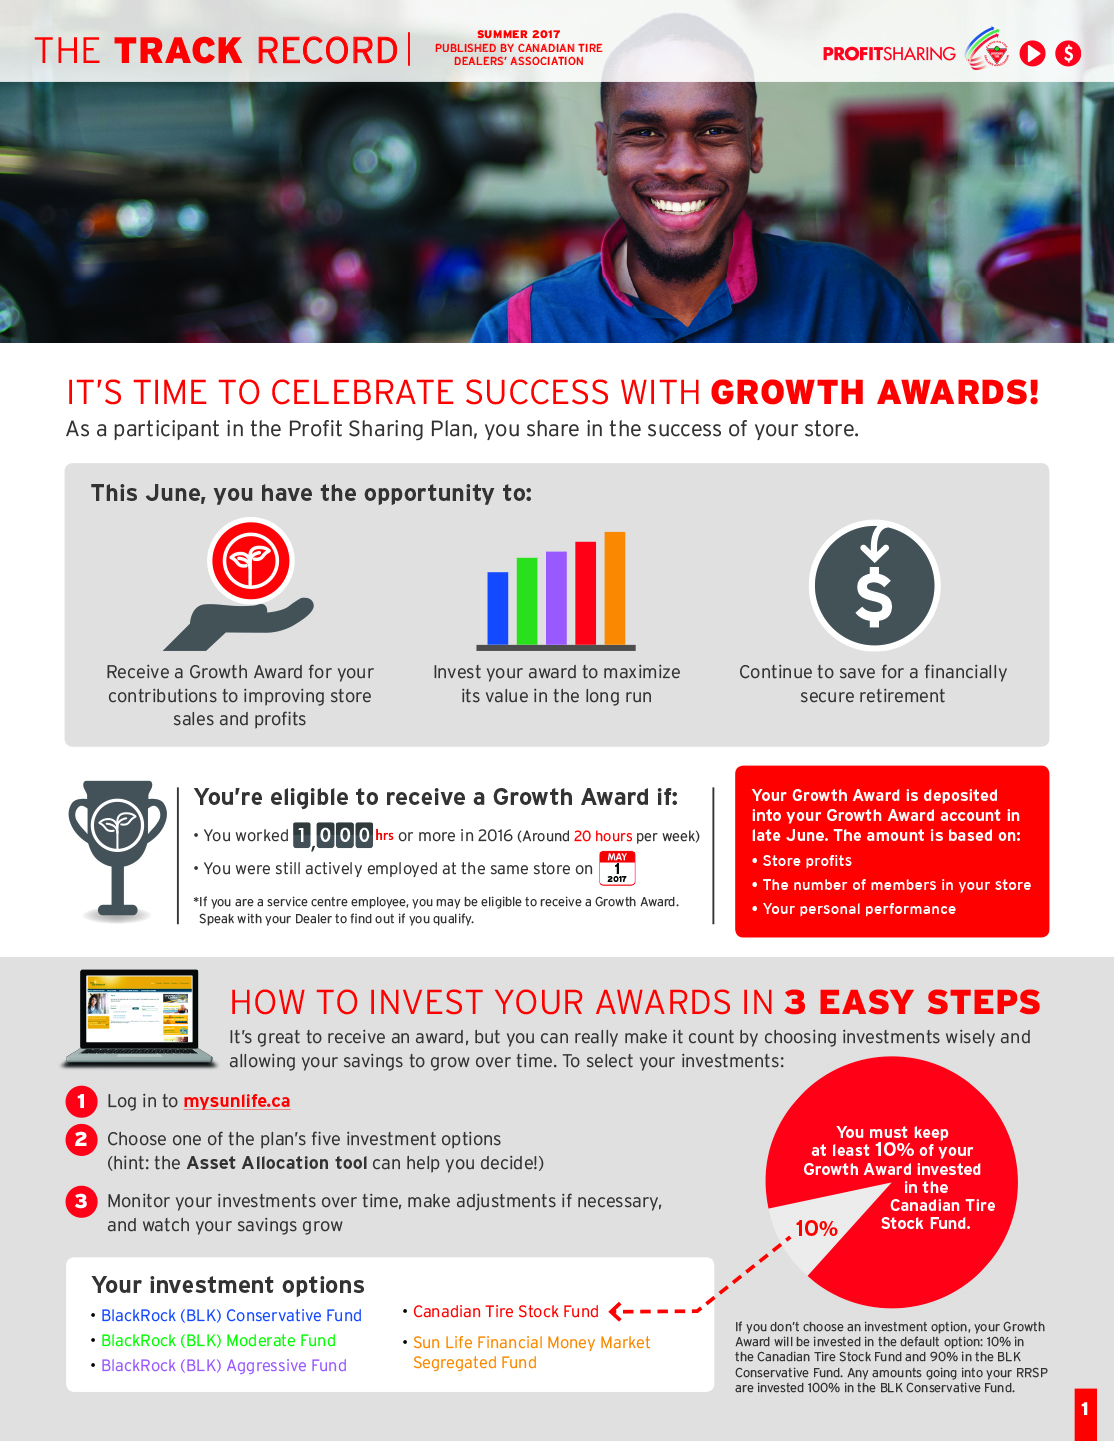 THE TRACK RECORD
SUMMER 2017
PUBLISHED BY CANADIAN TIRE
DEALERS' ASSOCIATION
PROFITSHARING
$
IT'S TIME TO CELEBRATE SUCCESS WITH GROWTH AWARDS!
As a participant in the Profit Sharing Plan, you share in the success of your store.
This June, you have the opportunity to:
$
Receive a Growth Award for your
contributions to improving store
sales and profits
Invest your award to maximize
its value in the long run
Continue to save for a financially
secure retirement
You're eligible to receive a Growth Award if:
• You worked 1,000 hrs or more in 2016 (Around 20 hours per week)
• You were still actively employed at the same store on MAY 1 2017
*If you are a service centre employee, you may be eligible to receive a Growth Award.
Speak with your Dealer to find out if you qualify.
Your Growth Award is deposited
into your Growth Award account in
late June. The amount is based on:
• Store profits
• The number of members in your store
• Your personal performance
HOW TO INVEST YOUR AWARDS IN 3 EASY STEPS
It's great to receive an award, but you can really make it count by choosing investments wisely and
allowing your savings to grow over time. To select your investments:
1 Log in to mysunlife.ca
2 Choose one of the plan's five investment options
(hint: the Asset Allocation tool can help you decide!)
3 Monitor your investments over time, make adjustments if necessary,
and watch your savings grow
You must keep
at least 10% of your
Growth Award invested
in the
Canadian Tire
Stock Fund.
10%
Your investment options
• BlackRock (BLK) Conservative Fund
• BlackRock (BLK) Moderate Fund
• BlackRock (BLK) Aggressive Fund
• Canadian Tire Stock Fund
• Sun Life Financial Money Market
Segregated Fund
If you don't choose an investment option, your Growth
Award will be invested in the default option: 10% in
the Canadian Tire Stock Fund and 90% in the BLK
Conservative Fund. Any amounts going into your RRSP
are invested 100% in the BLK Conservative Fund.
1